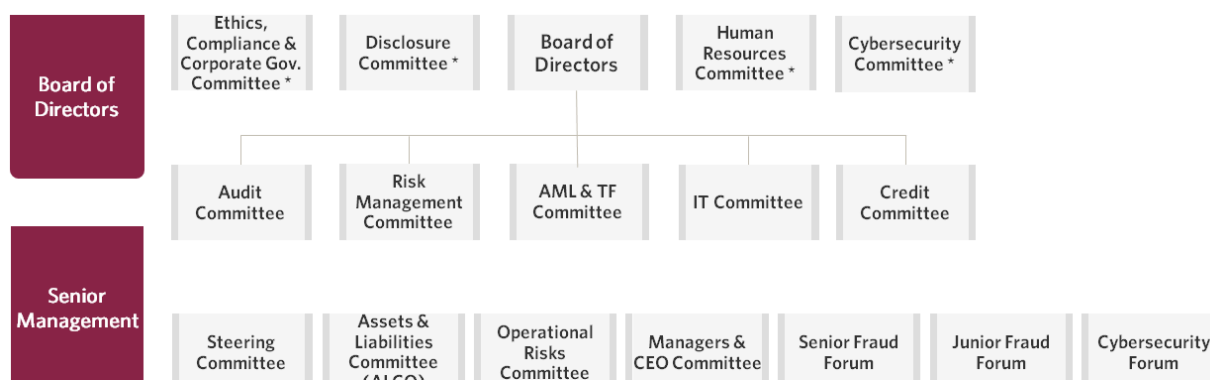 Board of
Directors
Ethics,
Compliance &
Corporate Gov.
Committee *
Disclosure
Committee *
Board of
Directors
Human
Resources
Committee *
Cybersecurity
Committee *
Audit
Committee
Risk
Management
Committee
AML & TF
Committee
IT Committee
Credit
Committee
Senior
Management
Steering
Committee
Assets &
Liabilities
Committee
(ALCO)
Operational
Risks
Committee
Managers &
CEO Committee
Senior Fraud
Forum
Junior Fraud
Forum
Cybersecurity
Forum